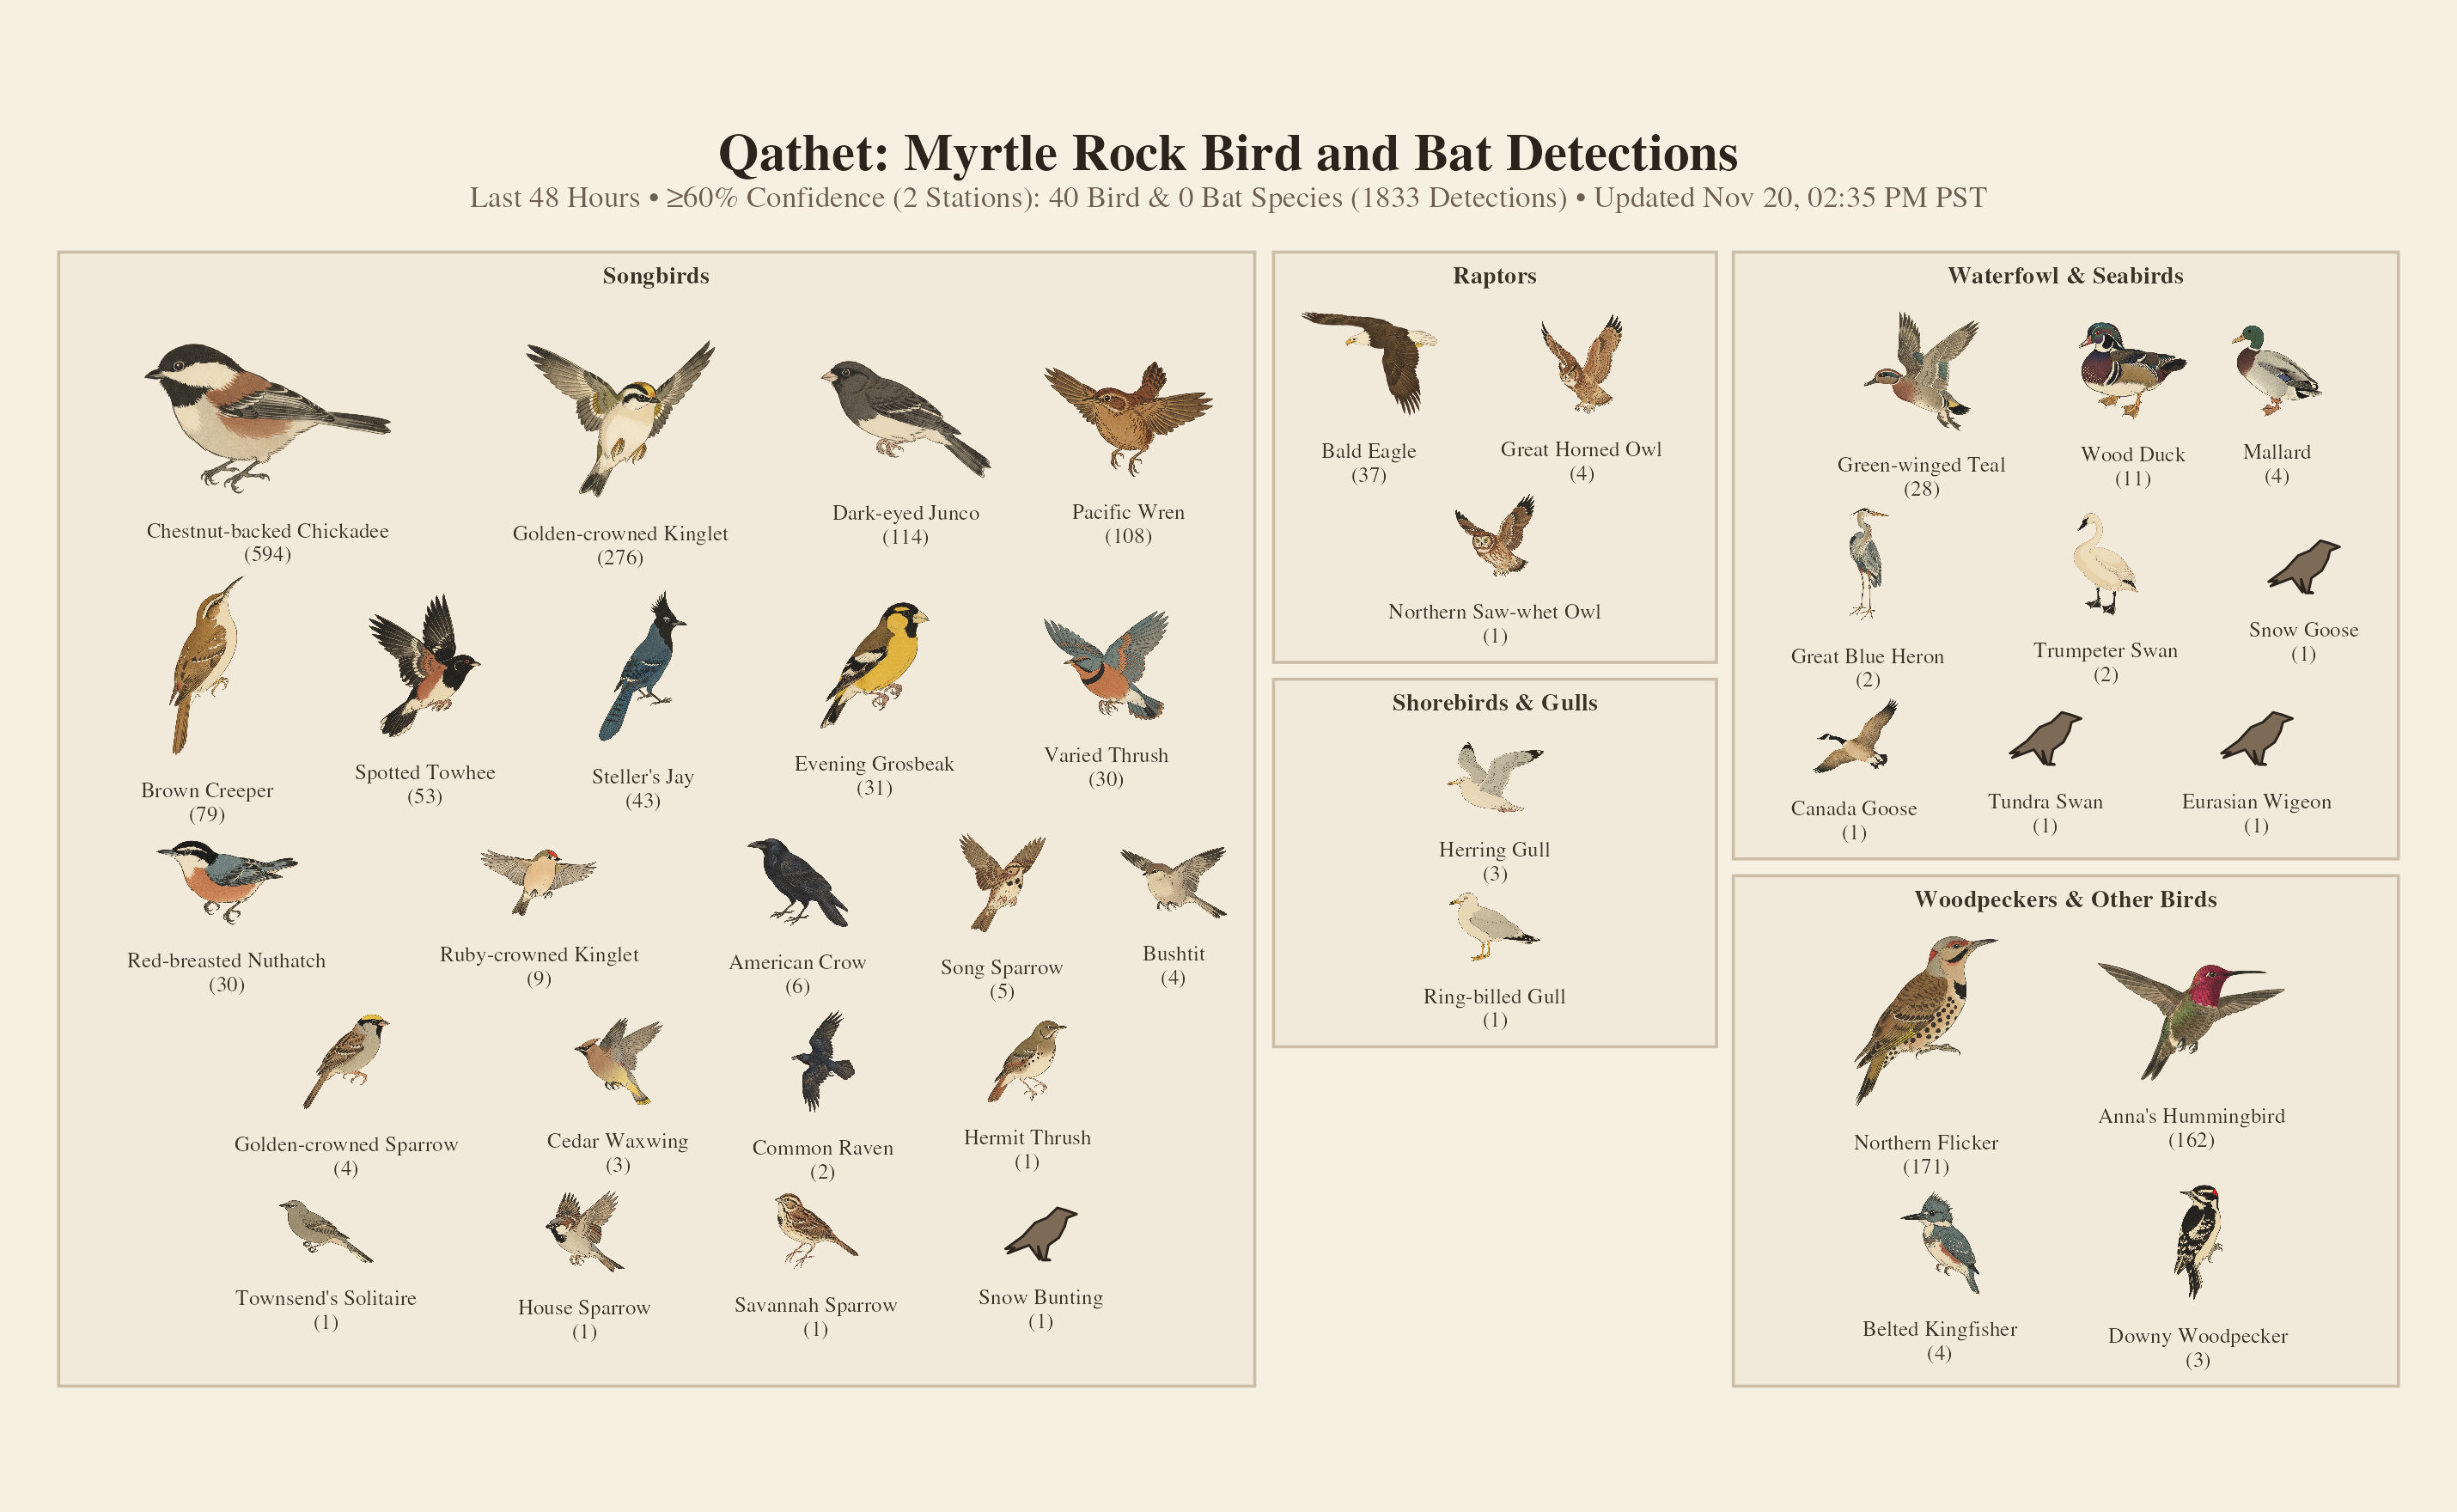 Qathet: Myrtle Rock Bird and Bat Detections
Last 48 Hours • ≥60% Confidence (2 Stations): 40 Bird & 0 Bat Species (1833 Detections) • Updated Nov 20, 02:35 PM PST
Songbirds
Chestnut-backed Chickadee
(594)
Golden-crowned Kinglet
(276)
Dark-eyed Junco
(114)
Pacific Wren
(108)
Brown Creeper
(79)
Spotted Towhee
(53)
Steller's Jay
(43)
Evening Grosbeak
(31)
Varied Thrush
(30)
Red-breasted Nuthatch
(30)
Ruby-crowned Kinglet
(9)
American Crow
(6)
Song Sparrow
(5)
Bushtit
(4)
Golden-crowned Sparrow
(4)
Cedar Waxwing
(3)
Common Raven
(2)
Hermit Thrush
(1)
Townsend's Solitaire
(1)
House Sparrow
(1)
Savannah Sparrow
(1)
Snow Bunting
(1)
Raptors
Bald Eagle
(37)
Great Horned Owl
(4)
Northern Saw-whet Owl
(1)
Shorebirds & Gulls
Herring Gull
(3)
Ring-billed Gull
(1)
Waterfowl & Seabirds
Green-winged Teal
(28)
Wood Duck
(11)
Mallard
(4)
Great Blue Heron
(2)
Trumpeter Swan
(2)
Snow Goose
(1)
Canada Goose
(1)
Tundra Swan
(1)
Eurasian Wigeon
(1)
Woodpeckers & Other Birds
Northern Flicker
(171)
Anna's Hummingbird
(162)
Belted Kingfisher
(4)
Downy Woodpecker
(3)